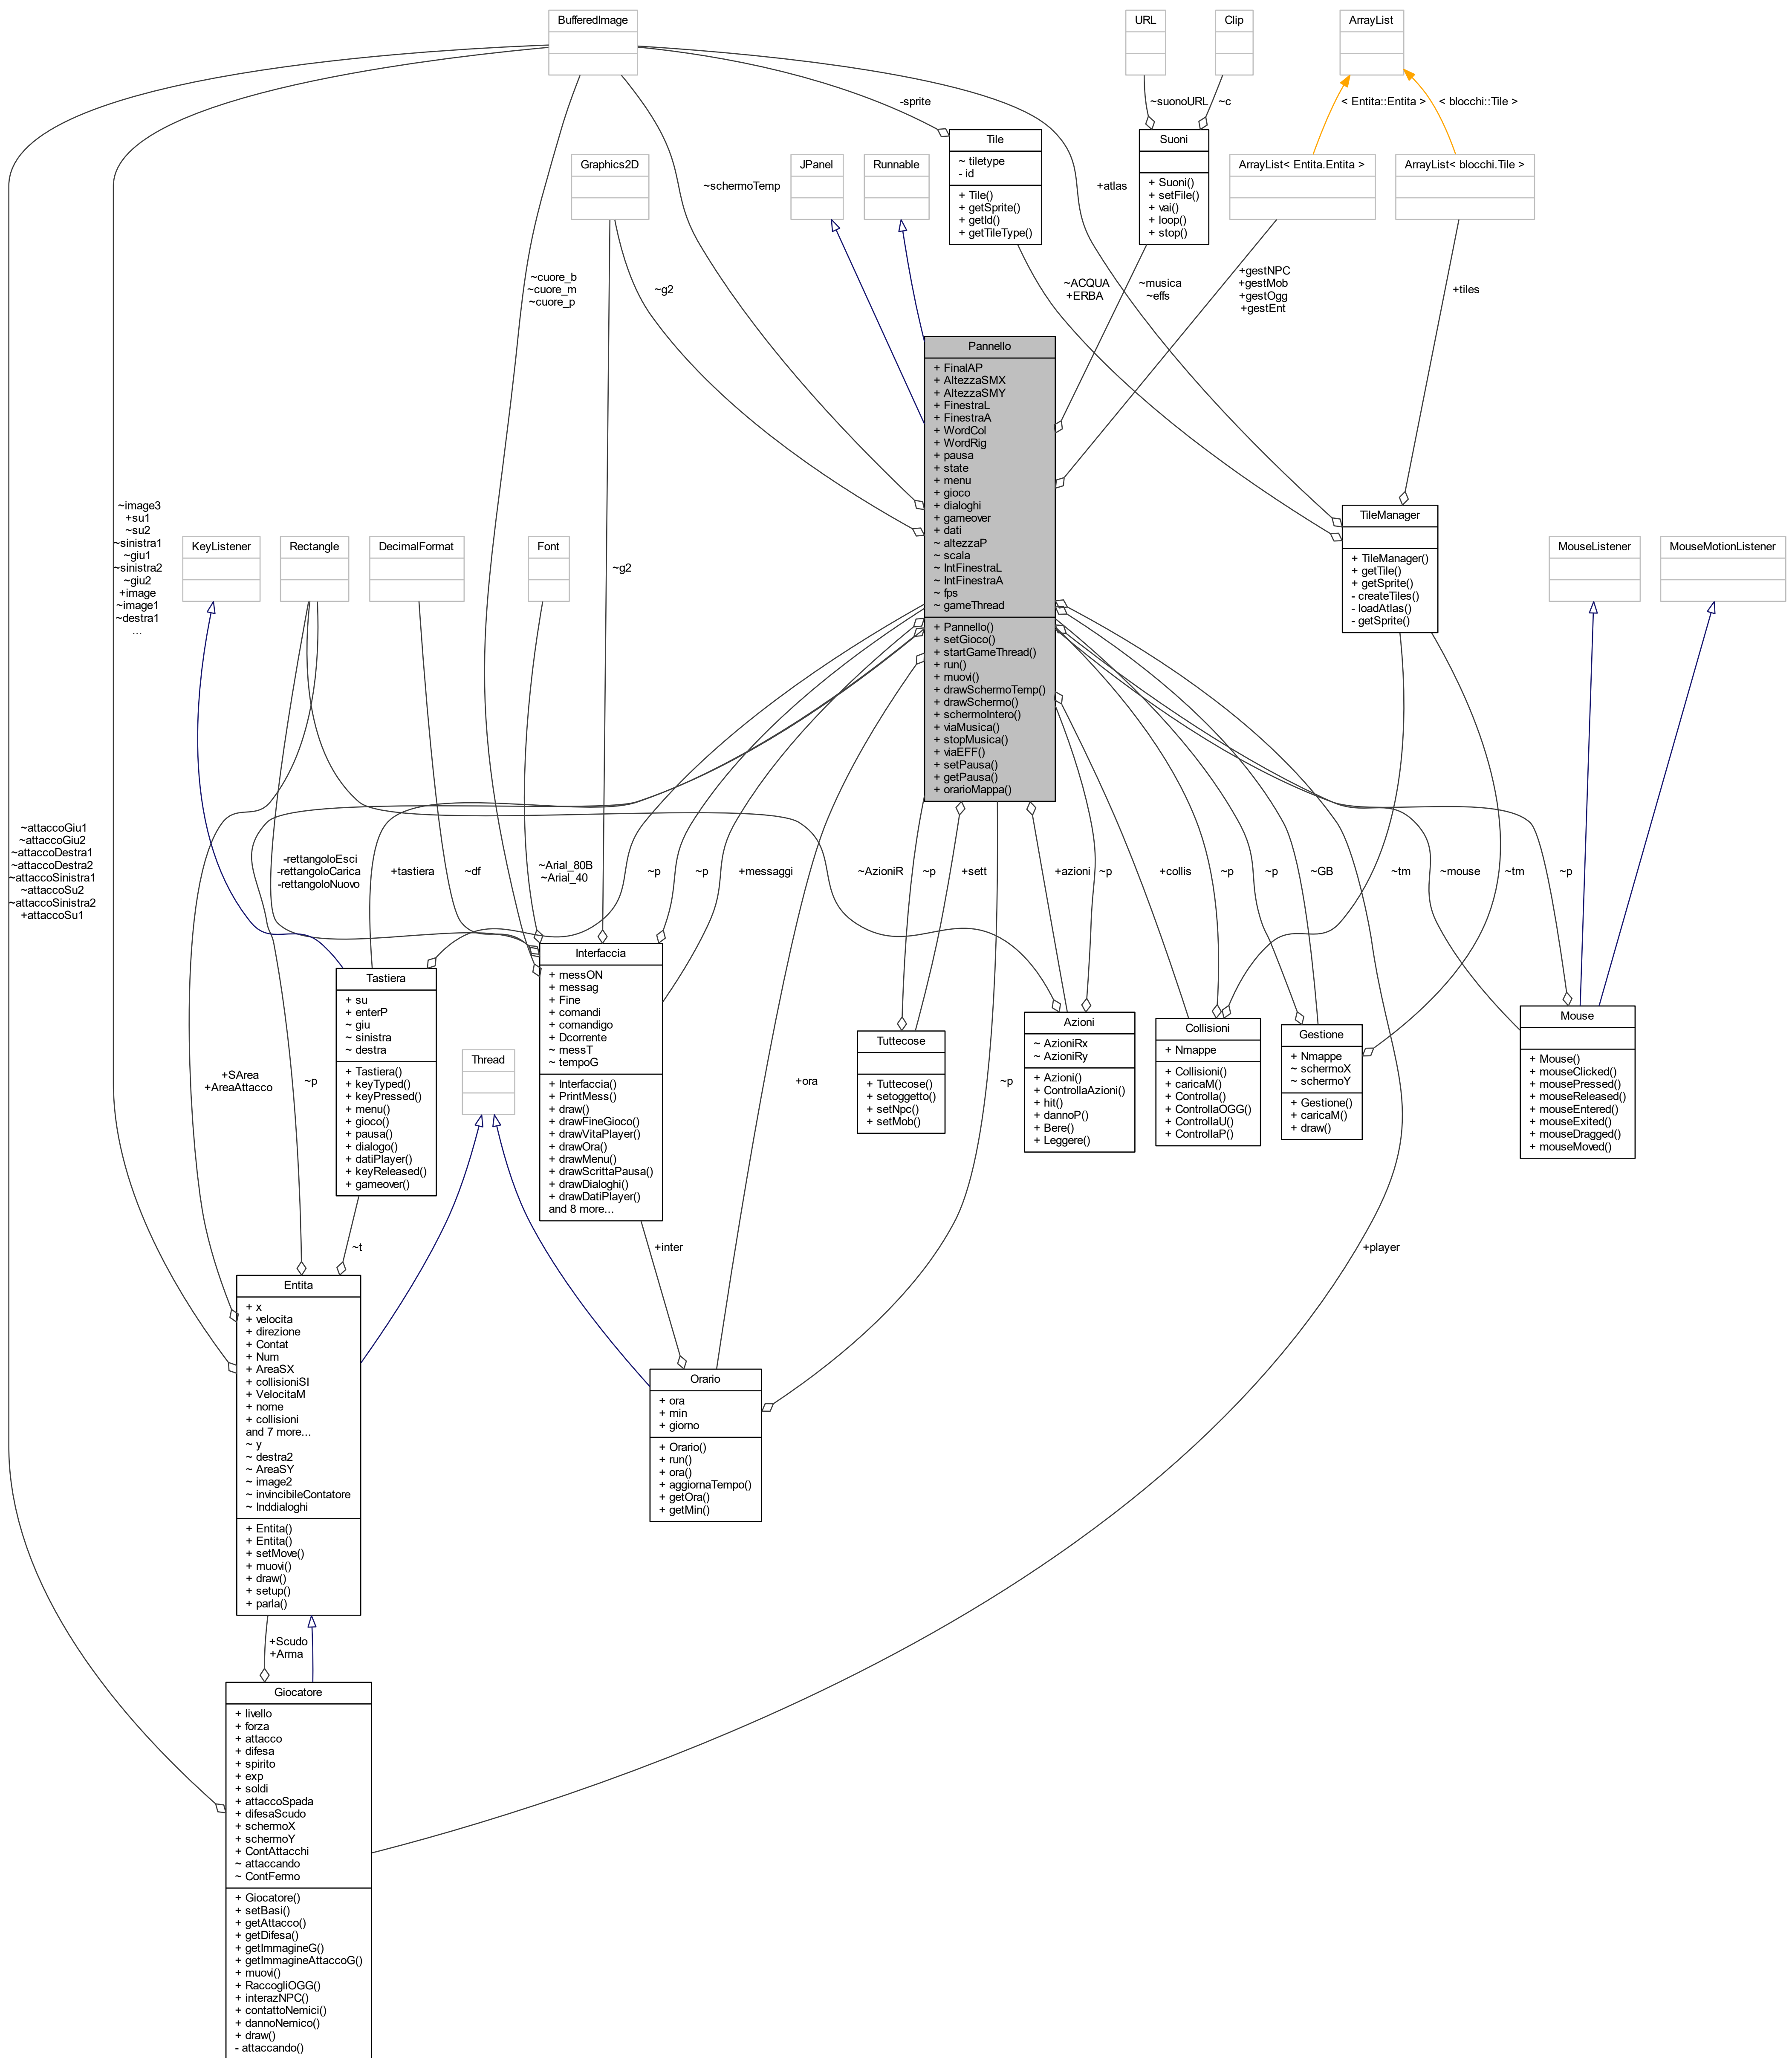 BufferedImage
URL
Clip
ArrayList
~suonoURL
~c
< Entita::Entita >
< blocchi::Tile >
-sprite
Tile
~ tiletype
- id
+ Tile()
+ getSprite()
+ getId()
+ getTileType()
Suoni
+ Suoni()
+ setFile()
+ vai()
+ loop()
+ stop()
Graphics2D
JPanel
Runnable
ArrayList< Entita.Entita >
ArrayList< blocchi.Tile >
~schermoTemp
+atlas
~cuore_b
~cuore_m
~cuore_p
~g2
~ACQUA
+ERBA
~musica
~effs
+gestNPC
+gestMob
+gestOgg
+gestEnt
+tiles
Pannello
+ FinalAP
+ AltezzaSMX
+ AltezzaSMY
+ FinestraL
+ FinestraA
+ WordCol
+ WordRig
+ pausa
+ state
+ menu
+ gioco
+ dialoghi
+ gameover
+ dati
~ altezzaP
~ scala
~ IntFinestraL
~ IntFinestraA
~ fps
~ gameThread
+ Pannello()
+ setGioco()
+ startGameThread()
+ run()
+ muovi()
+ drawSchermoTemp()
+ drawSchermo()
+ schermoIntero()
+ viaMusica()
+ stopMusica()
+ viaEFF()
+ setPausa()
+ getPausa()
+ orarioMappa()
~image3
+su1
~su2
~sinistra1
~giu1
~sinistra2
~giu2
+image
~image1
~destra1
...
KeyListener
Rectangle
DecimalFormat
Font
~g2
TileManager
+ TileManager()
+ getTile()
+ getSprite()
- createTiles()
- loadAtlas()
- getSprite()
MouseListener
MouseMotionListener
~attaccoGiu1
~attaccoGiu2
~attaccoDestra1
~attaccoDestra2
~attaccoSinistra1
~attaccoSu2
~attaccoSinistra2
+attaccoSu1
-rettangoloEsci
-rettangoloCarica
-rettangoloNuovo
+tastiera
~df
~Arial_80B
~Arial_40
~p
~p
+messaggi
~AzioniR
~p
+sett
+azioni
~p
+collis
~p
~p
~GB
~tm
~mouse
~tm
~p
Tastiera
+ su
+ enterP
~ giu
~ sinistra
~ destra
+ Tastiera()
+ keyTyped()
+ keyPressed()
+ menu()
+ gioco()
+ pausa()
+ dialogo()
+ datiPlayer()
+ keyReleased()
+ gameover()
Interfaccia
+ messON
+ messag
+ Fine
+ comandi
+ comandigo
+ Dcorrente
~ messT
~ tempoG
+ Interfaccia()
+ PrintMess()
+ draw()
+ drawFineGioco()
+ drawVitaPlayer()
+ drawOra()
+ drawMenu()
+ drawScrittaPausa()
+ drawDialoghi()
+ drawDatiPlayer()
and 8 more...
Tuttecose
+ Tuttecose()
+ setoggetto()
+ setNpc()
+ setMob()
Azioni
~ AzioniRx
~ AzioniRy
+ Azioni()
+ ControllaAzioni()
+ hit()
+ dannoP()
+ Bere()
+ Leggere()
Collisioni
+ Nmappe
+ Collisioni()
+ caricaM()
+ Controlla()
+ ControllaOGG()
+ ControllaU()
+ ControllaP()
Gestione
+ Nmappe
~ schermoX
~ schermoY
+ Gestione()
+ caricaM()
+ draw()
Mouse
+ Mouse()
+ mouseClicked()
+ mousePressed()
+ mouseReleased()
+ mouseEntered()
+ mouseExited()
+ mouseDragged()
+ mouseMoved()
+SArea
+AreaAttacco
~p
Thread
+ora
~p
~t
+inter
+player
Entita
+ x
+ velocita
+ direzione
+ Contat
+ Num
+ AreaSX
+ collisioniSI
+ VelocitaM
+ nome
+ collisioni
and 7 more...
~ y
~ destra2
~ AreaSY
~ image2
~ invincibileContatore
~ Inddialoghi
+ Entita()
+ Entita()
+ setMove()
+ muovi()
+ draw()
+ setup()
+ parla()
Orario
+ ora
+ min
+ giorno
+ Orario()
+ run()
+ ora()
+ aggiornaTempo()
+ getOra()
+ getMin()
+Scudo
+Arma
Giocatore
+ livello
+ forza
+ attacco
+ difesa
+ spirito
+ exp
+ soldi
+ attaccoSpada
+ difesaScudo
+ schermoX
+ schermoY
+ ContAttacchi
~ attaccando
~ ContFermo
+ Giocatore()
+ setBasi()
+ getAttacco()
+ getDifesa()
+ getImmagineG()
+ getImmagineAttaccoG()
+ muovi()
+ RaccogliOGG()
+ interazNPC()
+ contattoNemici()
+ dannoNemico()
+ draw()
- attaccando()